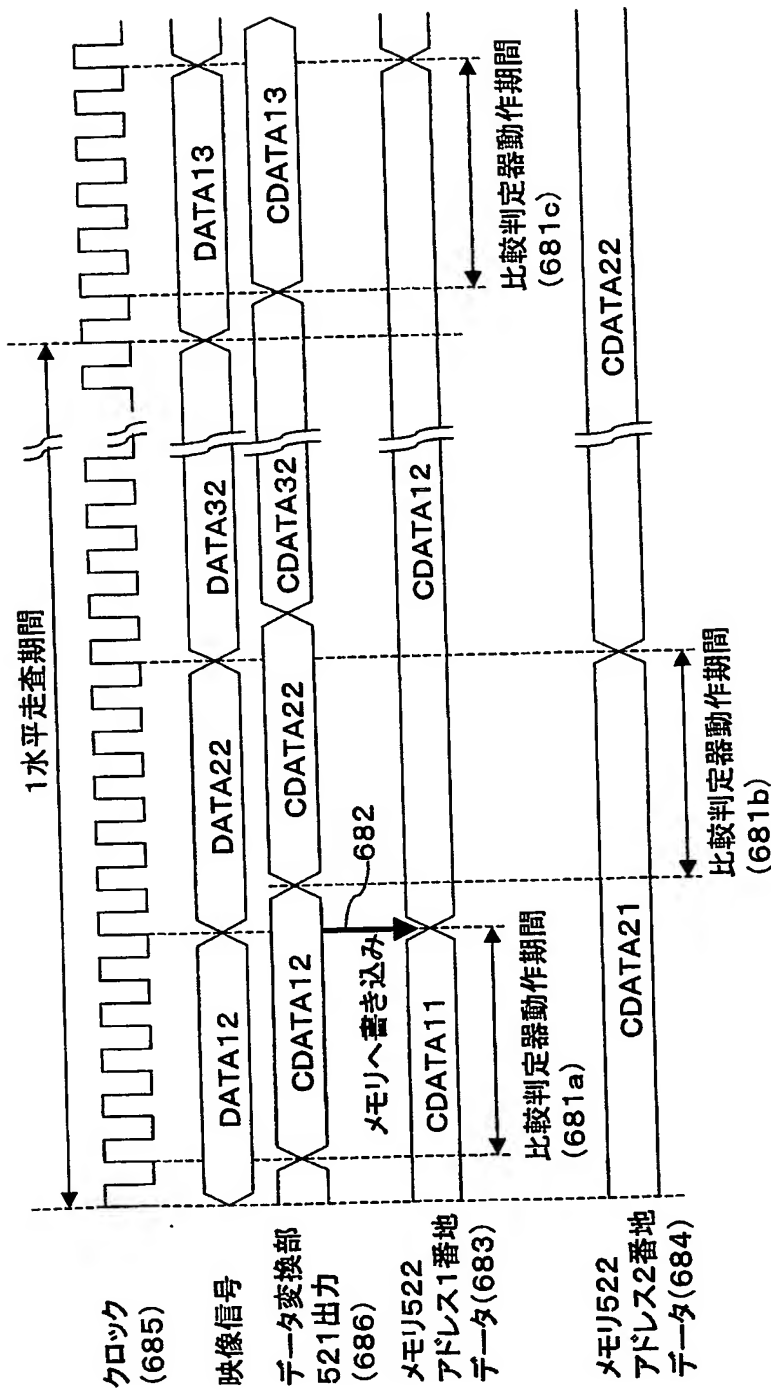 1水平走査期間
クロック
(685)
映像信号
DATA12
DATA22
DATA32
DATA13
データ変換部
521出力
(686)
CDATA12
CDATA22
CDATA32
CDATA13
メモリへ書き込み
682
メモリ522
アドレス1番地
データ(683)
CDATA11
CDATA12
比較判定器動作期間
(681a)
比較判定器動作期間
(681c)
メモリ522
アドレス2番地
データ(684)
CDATA21
CDATA22
比較判定器動作期間
(681b)